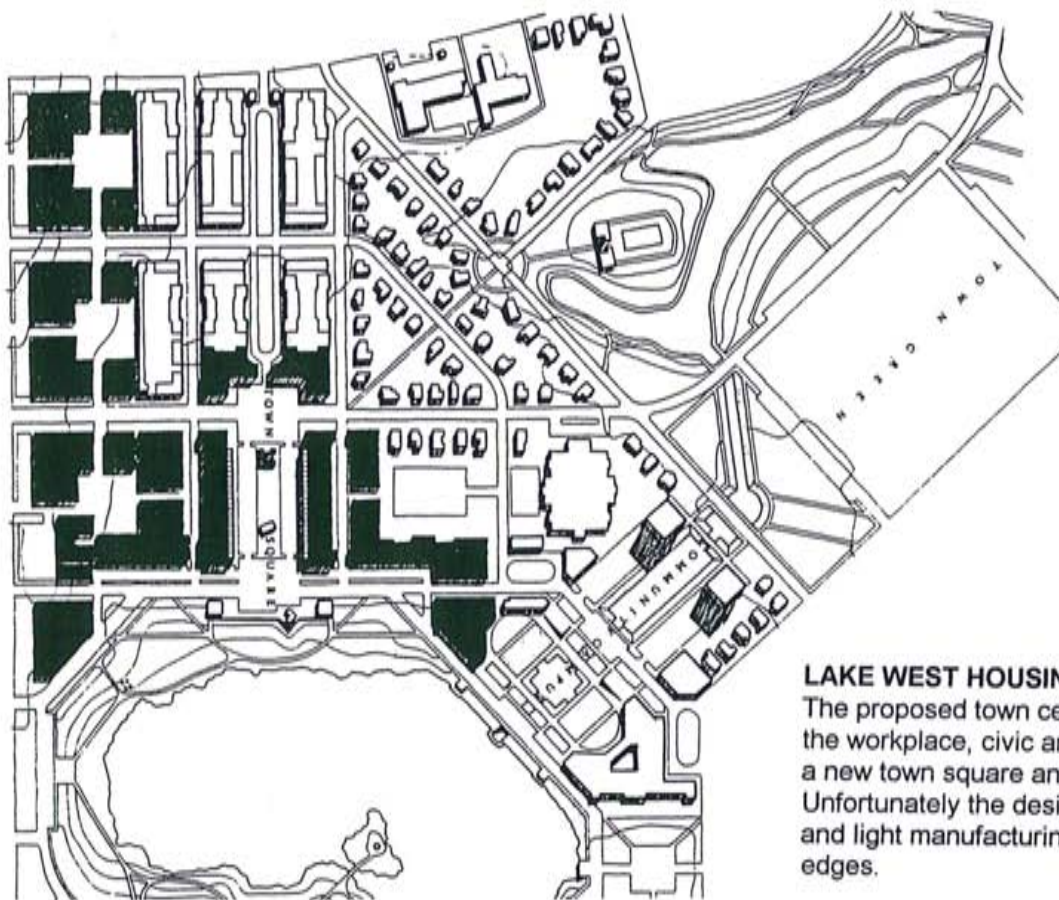 TOWN GREEN
TOWN
SQUARE
OMMUNIT
LAKE WEST HOUSIN
The proposed town ce
the workplace, civic ar
a new town square an
Unfortunately the desi
and light manufacturin
edges.